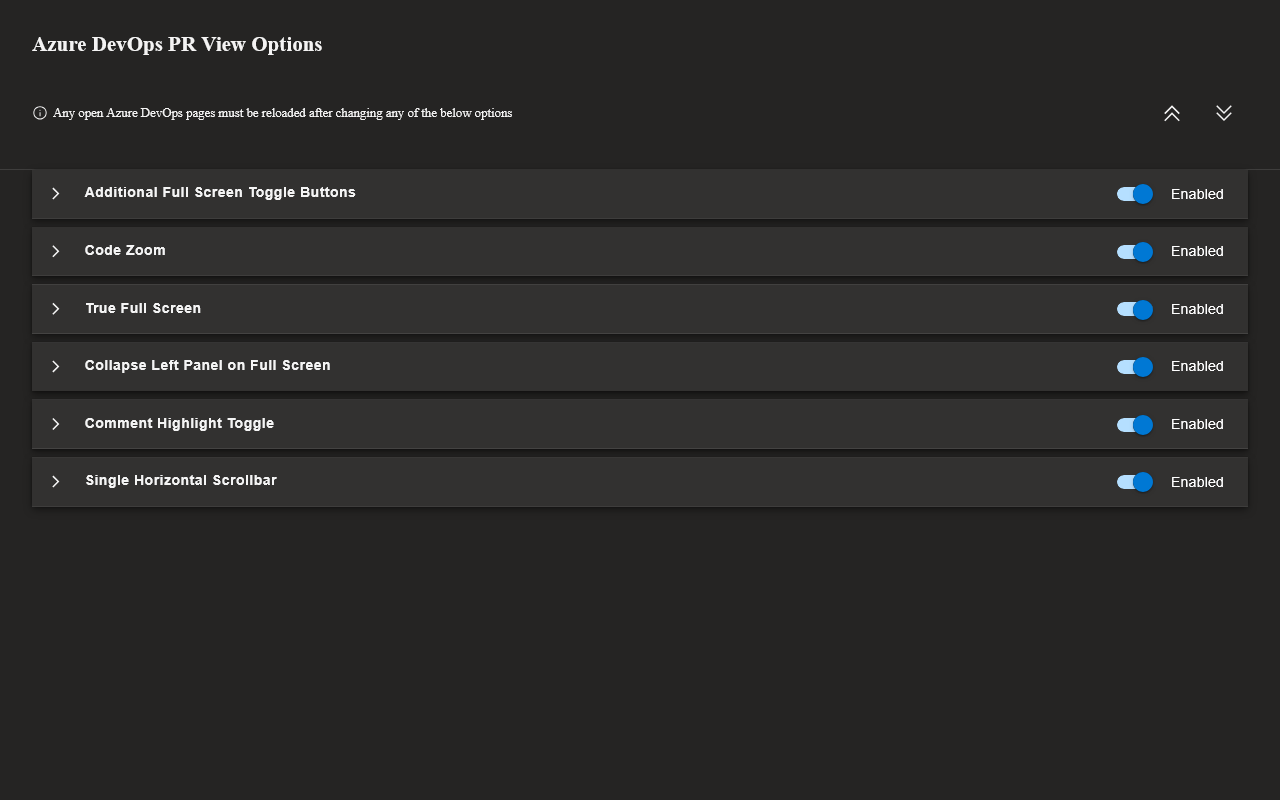 Azure DevOps PR View Options
Any open Azure DevOps pages must be reloaded after changing any of the below options
Additional Full Screen Toggle Buttons Enabled
Code Zoom Enabled
True Full Screen Enabled
Collapse Left Panel on Full Screen Enabled
Comment Highlight Toggle Enabled
Single Horizontal Scrollbar Enabled